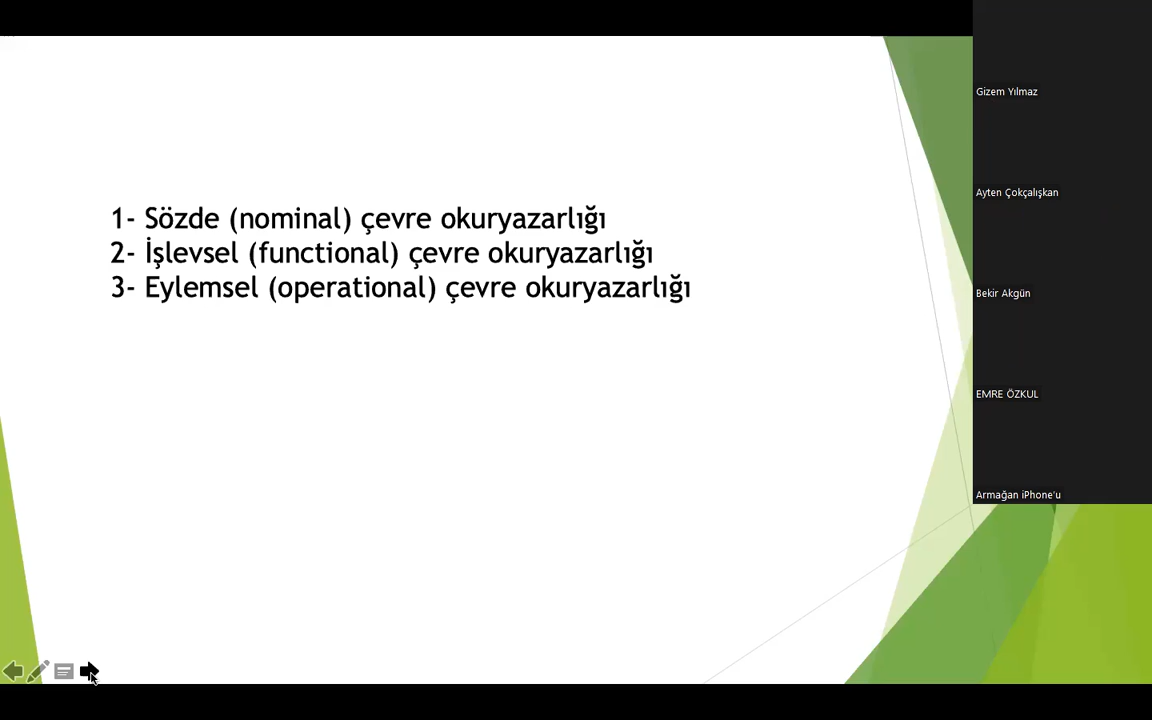 1- Sözde (nominal) çevre okuryazarlığı
2- İşlevsel (functional) çevre okuryazarlığı
3- Eylemsel (operational) çevre okuryazarlığı
Gizem Yılmaz
Ayten Çokçalışkan
Bekir Akgün
EMRE ÖZKUL
Armağan iPhone'u